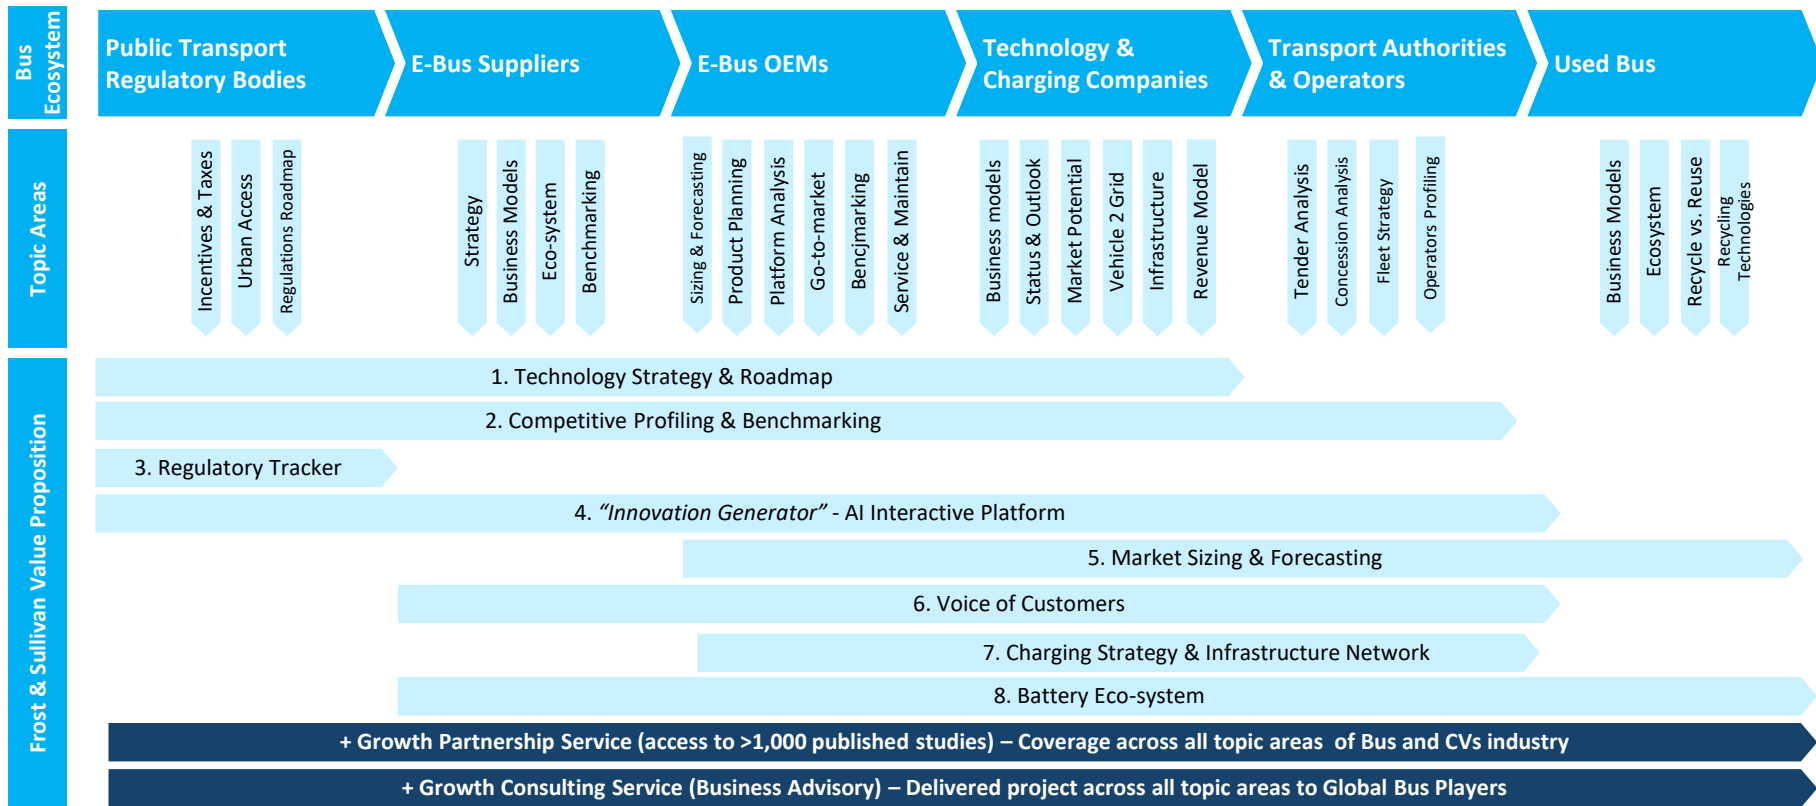 Bus
Ecosystem
Public Transport
Regulatory Bodies
E-Bus Suppliers
E-Bus OEMs
Technology &
Charging Companies
Transport Authorities
& Operators
Used Bus
Topic Areas
Incentives & Taxes
Urban Access
Regulations Roadmap
Strategy
Business Models
Eco-system
Benchmarking
Sizing & Forecasting
Product Planning
Platform Analysis
Go-to-market
Bencjmarking
Service & Maintain
Business models
Status & Outlook
Market Potential
Vehicle 2 Grid
Infrastructure
Revenue Model
Tender Analysis
Concession Analysis
Fleet Strategy
Operators Profiling
Business Models
Ecosystem
Recycle vs. Reuse
Recycling
Technologies
Frost & Sullivan Value Proposition
1. Technology Strategy & Roadmap
2. Competitive Profiling & Benchmarking
3. Regulatory Tracker
4. “Innovation Generator” - AI Interactive Platform
5. Market Sizing & Forecasting
6. Voice of Customers
7. Charging Strategy & Infrastructure Network
8. Battery Eco-system
+ Growth Partnership Service (access to >1,000 published studies) – Coverage across all topic areas of Bus and CVs industry
+ Growth Consulting Service (Business Advisory) – Delivered project across all topic areas to Global Bus Players